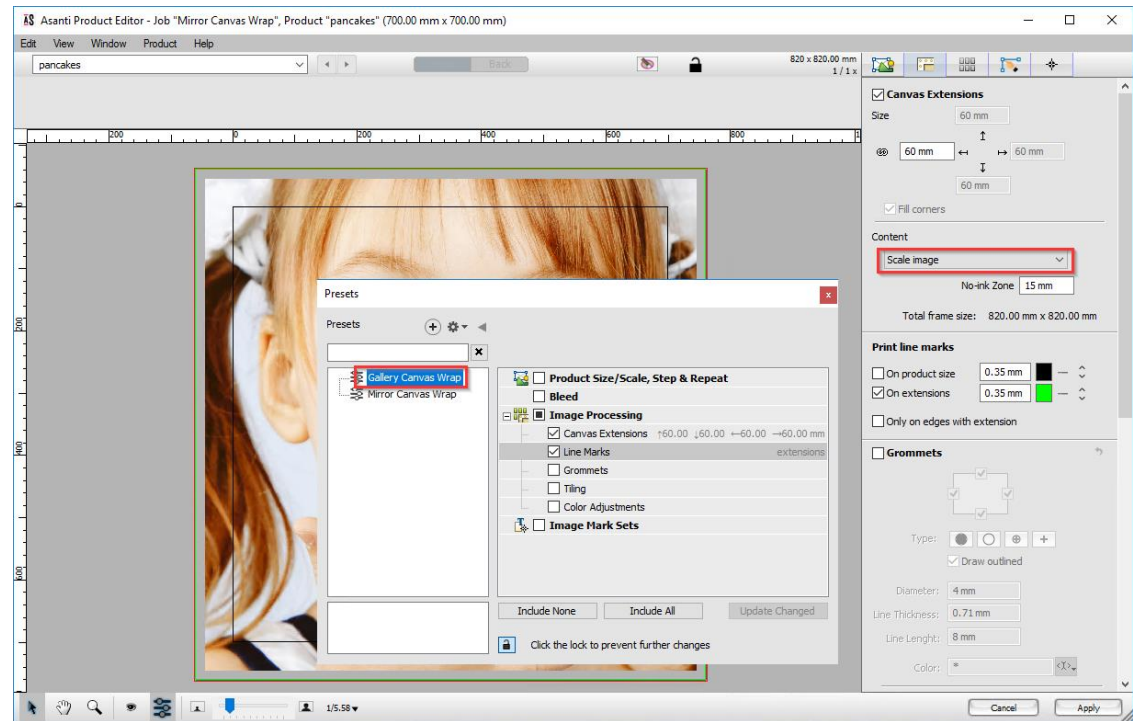 Asanti Product Editor - Job "Mirror Canvas Wrap", Product "pancakes" (700.00 mm x 700.00 mm)
Edit View Window Product Help
pancakes
Back
820 x 820.00 mm
1 / 1 x
200 0 200 400 600 800 1
0
200
400
600
Canvas Extensions
Size
60 mm
60 mm
60 mm
60 mm
Fill corners
Content
Scale image
No-ink Zone 15 mm
Total frame size: 820.00 mm x 820.00 mm
Print line marks
On product size 0.35 mm
On extensions 0.35 mm
Only on edges with extension
Grommets
Type:
Draw outlined
Diameter: 4 mm
Line Thickness: 0.71 mm
Line Lenght: 8 mm
Color: *
Presets
Presets
Gallery Canvas Wrap
Mirror Canvas Wrap
Product Size/Scale, Step & Repeat
Bleed
Image Processing
Canvas Extensions ↑60.00 ↓60.00 ←60.00 →60.00 mm
Line Marks extensions
Grommets
Tiling
Color Adjustments
Image Mark Sets
Include None Include All Update Changed
Click the lock to prevent further changes
1/5.58
Cancel Apply